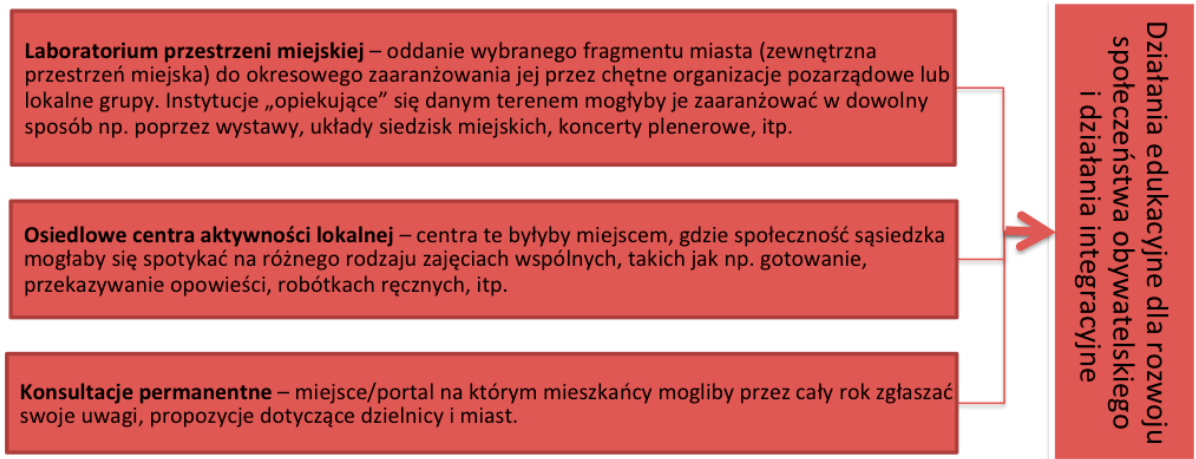 Laboratorium przestrzeni miejskiej – oddanie wybranego fragmentu miasta (zewnętrzna
przestrzeń miejska) do okresowego zaaranżowania jej przez chętne organizacje pozarządowe lub
lokalne grupy. Instytucje „opiekujące” się danym terenem mogłyby je zaaranżować w dowolny
sposób np. poprzez wystawy, układy siedzisk miejskich, koncerty plenerowe, itp.
Osiedlowe centra aktywności lokalnej – centra te byłyby miejscem, gdzie społeczność sąsiedzka
mogłaby się spotykać na różnego rodzaju zajęciach wspólnych, takich jak np. gotowanie,
przekazywanie opowieści, robótkach ręcznych, itp.
Konsultacje permanentne – miejsce/portal na którym mieszkańcy mogliby przez cały rok zgłaszać
swoje uwagi, propozycje dotyczące dzielnicy i miast.
Działania edukacyjne dla rozwoju
społeczeństwa obywatelskiego
i działania integracyjne